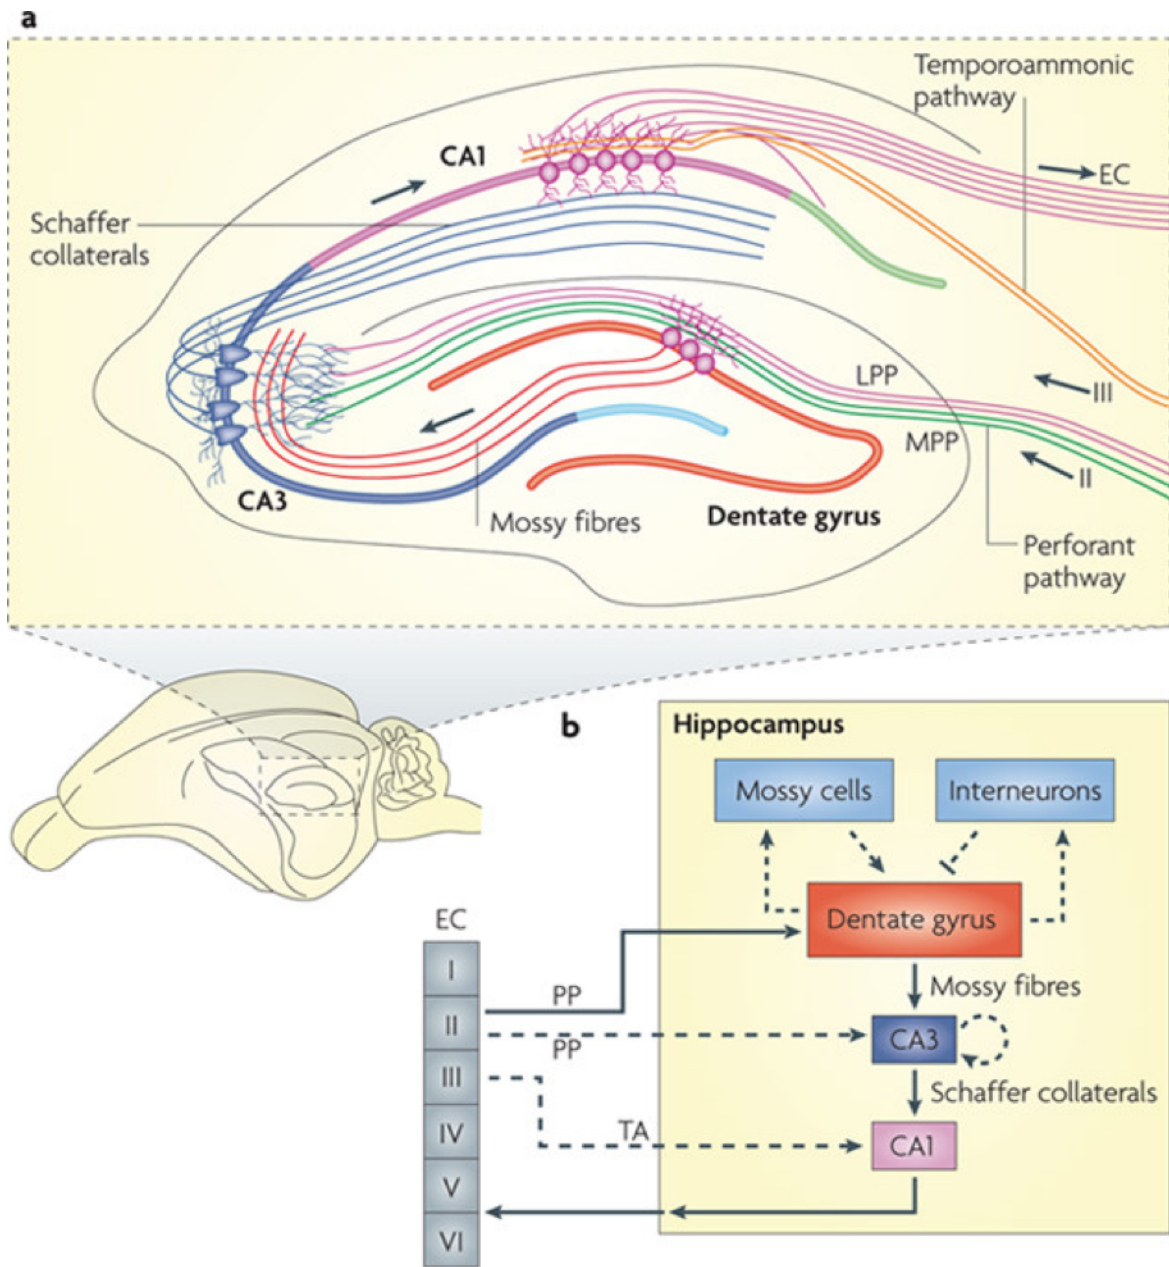 a
Temporoammonic
pathway
CA1
EC
Schaffer
collaterals
LPP
III
MPP
II
CA3
Mossy fibres
Dentate gyrus
Perforant
pathway
b
Hippocampus
Mossy cells
Interneurons
EC
Dentate gyrus
I
PP
Mossy fibres
II
PP
CA3
III
Schaffer collaterals
IV
TA
CA1
V
VI